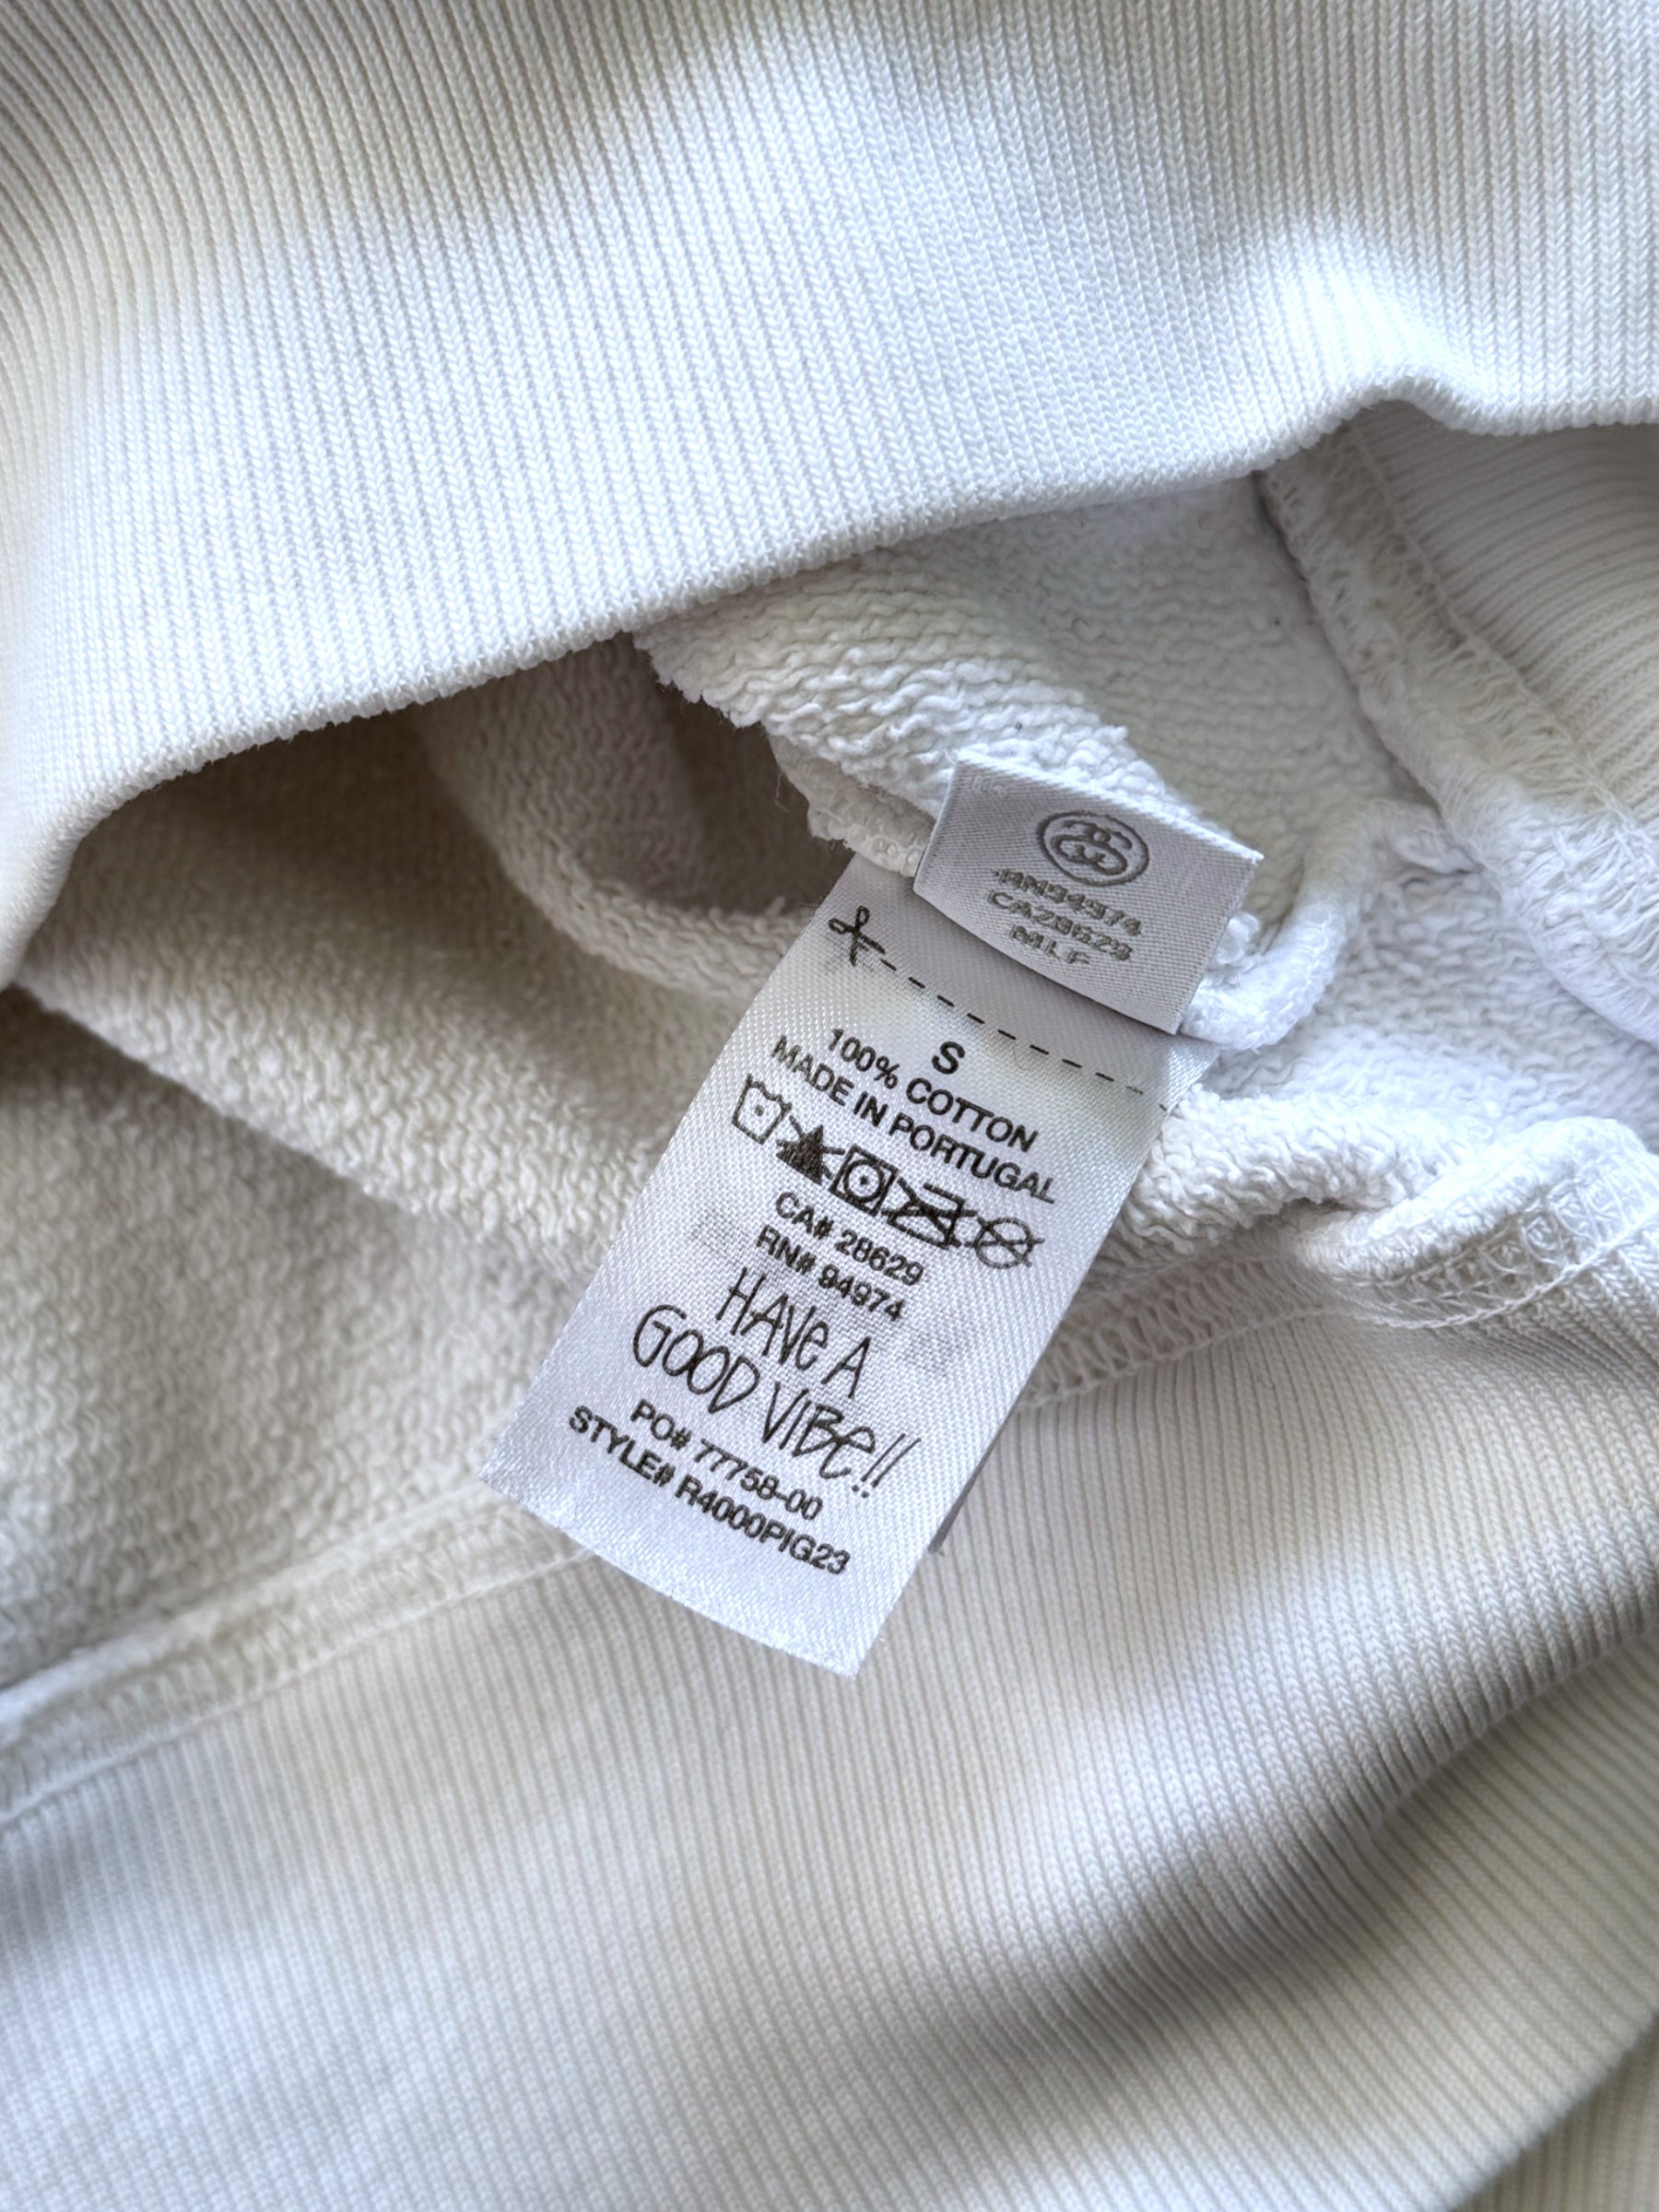 RN94974
CA28629
MLF
S
100% COTTON
MADE IN PORTUGAL
CA# 28629
RN# 94974
HAVe A
GOOD VIBe!!
PO# 77758-00
STYLE# R4000PIG23